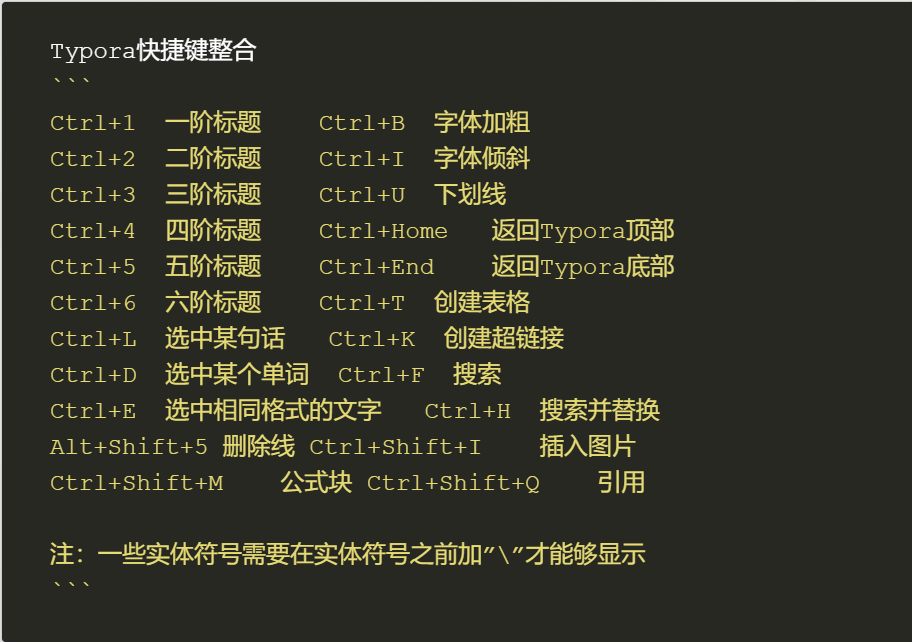 Typora快捷键整合
```
Ctrl+1  一阶标题    Ctrl+B  字体加粗
Ctrl+2  二阶标题    Ctrl+I  字体倾斜
Ctrl+3  三阶标题    Ctrl+U  下划线
Ctrl+4  四阶标题    Ctrl+Home   返回Typora顶部
Ctrl+5  五阶标题    Ctrl+End    返回Typora底部
Ctrl+6  六阶标题    Ctrl+T  创建表格
Ctrl+L  选中某句话   Ctrl+K  创建超链接
Ctrl+D  选中某个单词  Ctrl+F  搜索
Ctrl+E  选中相同格式的文字   Ctrl+H  搜索并替换
Alt+Shift+5 删除线 Ctrl+Shift+I    插入图片
Ctrl+Shift+M    公式块 Ctrl+Shift+Q    引用
注：一些实体符号需要在实体符号之前加”\”才能够显示
```